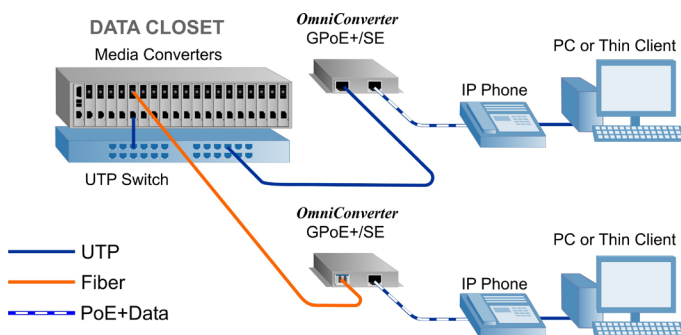 DATA CLOSET
Media Converters
UTP Switch
OmniConverter
GPoE+/SE
IP Phone
PC or Thin Client
OmniConverter
GPoE+/SE
IP Phone
PC or Thin Client
UTP
Fiber
PoE+Data